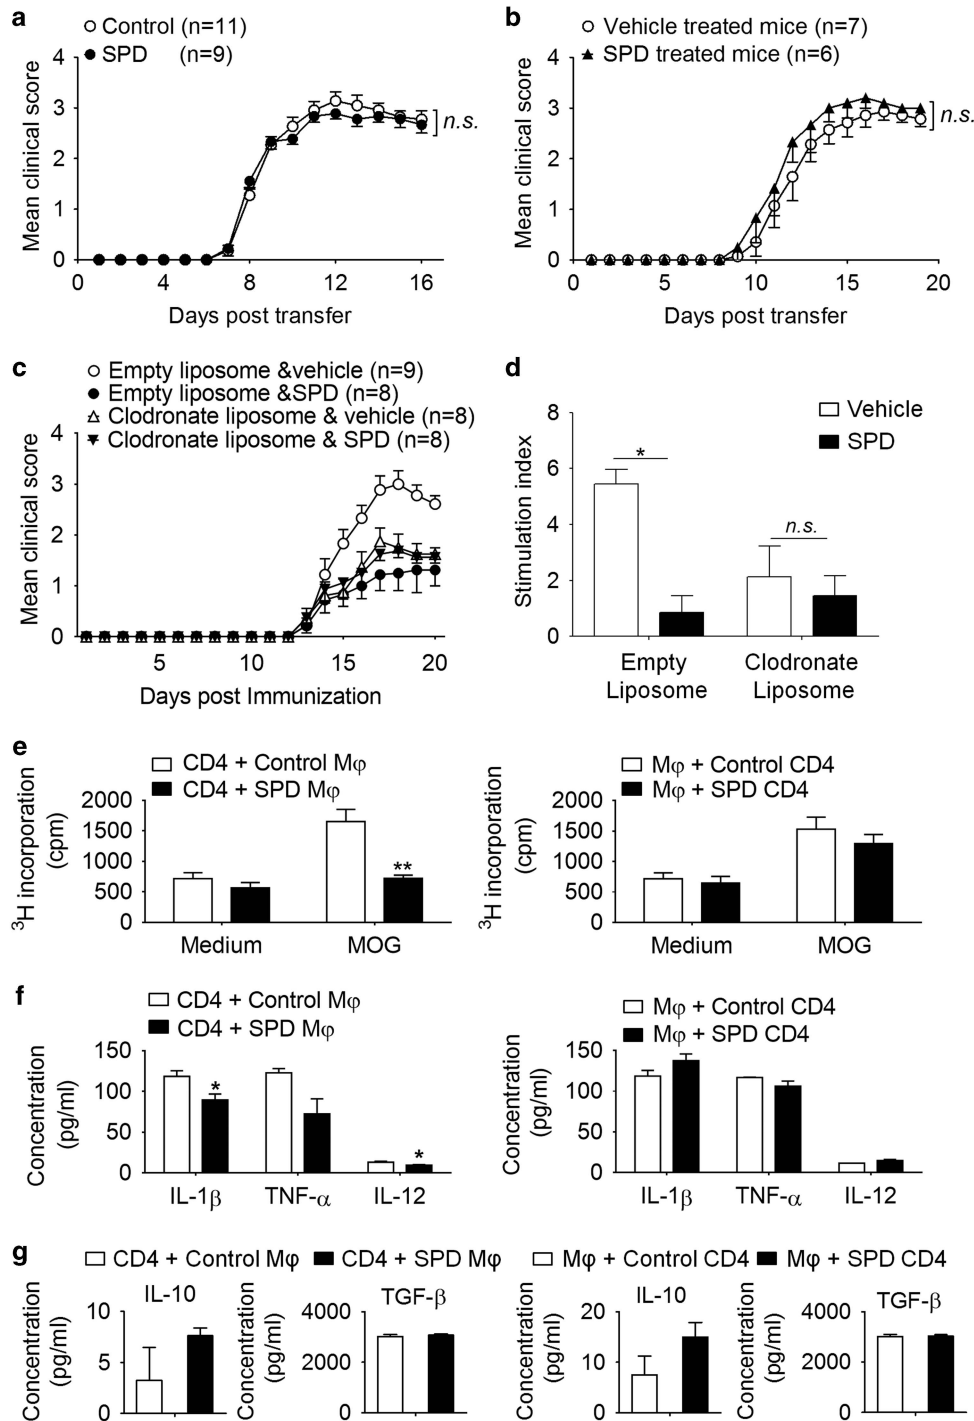 a
Control (n=11)
SPD (n=9)
Mean clinical score
4
3
2
1
0
n.s.
0 4 8 12 16
Days post transfer
b
Vehicle treated mice (n=7)
SPD treated mice (n=6)
Mean clinical score
4
3
2
1
0
n.s.
0 5 10 15 20
Days post transfer
c
Empty liposome &vehicle (n=9)
Empty liposome &SPD (n=8)
Clodronate liposome & vehicle (n=8)
Clodronate liposome & SPD (n=8)
Mean clinical score
4
3
2
1
0
5 10 15 20
Days post Immunization
d
Vehicle
SPD
Stimulation index
8
6
4
2
0
*
n.s.
Empty Liposome
Clodronate Liposome
e
CD4 + Control Mφ
CD4 + SPD Mφ
³H incorporation (cpm)
2000
1500
1000
500
0
**
Medium MOG
Mφ + Control CD4
Mφ + SPD CD4
³H incorporation (cpm)
2000
1500
1000
500
0
Medium MOG
f
CD4 + Control Mφ
CD4 + SPD Mφ
Concentration (pg/ml)
150
100
50
0
*
*
IL-1β TNF-α IL-12
Mφ + Control CD4
Mφ + SPD CD4
Concentration (pg/ml)
150
100
50
0
IL-1β TNF-α IL-12
g
CD4 + Control Mφ CD4 + SPD Mφ
Mφ + Control CD4 Mφ + SPD CD4
Concentration (pg/ml)
IL-10
10
5
0
Concentration (pg/ml)
TGF-β
4000
2000
0
Concentration (pg/ml)
IL-10
20
10
0
Concentration (pg/ml)
TGF-β
4000
2000
0